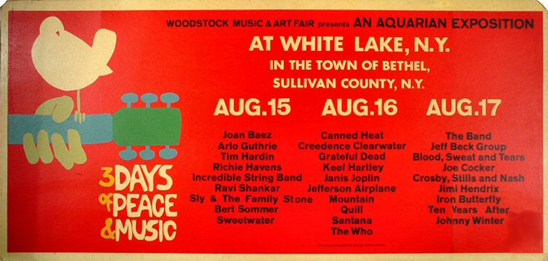 WOODSTOCK MUSIC & ART FAIR presents AN AQUARIAN EXPOSITION
AT WHITE LAKE, N.Y.
IN THE TOWN OF BETHEL,
SULLIVAN COUNTY, N.Y.
3 DAYS
of PEACE
& MUSIC
AUG.15
Joan Baez
Arlo Guthrie
Tim Hardin
Richie Havens
Incredible String Band
Ravi Shankar
Sly & The Family Stone
Bert Sommer
Sweetwater
AUG.16
Canned Heat
Creedence Clearwater
Grateful Dead
Keef Hartley
Janis Joplin
Jefferson Airplane
Mountain
Quill
Santana
The Who
AUG.17
The Band
Jeff Beck Group
Blood, Sweat and Tears
Joe Cocker
Crosby, Stills and Nash
Jimi Hendrix
Iron Butterfly
Ten Years After
Johnny Winter